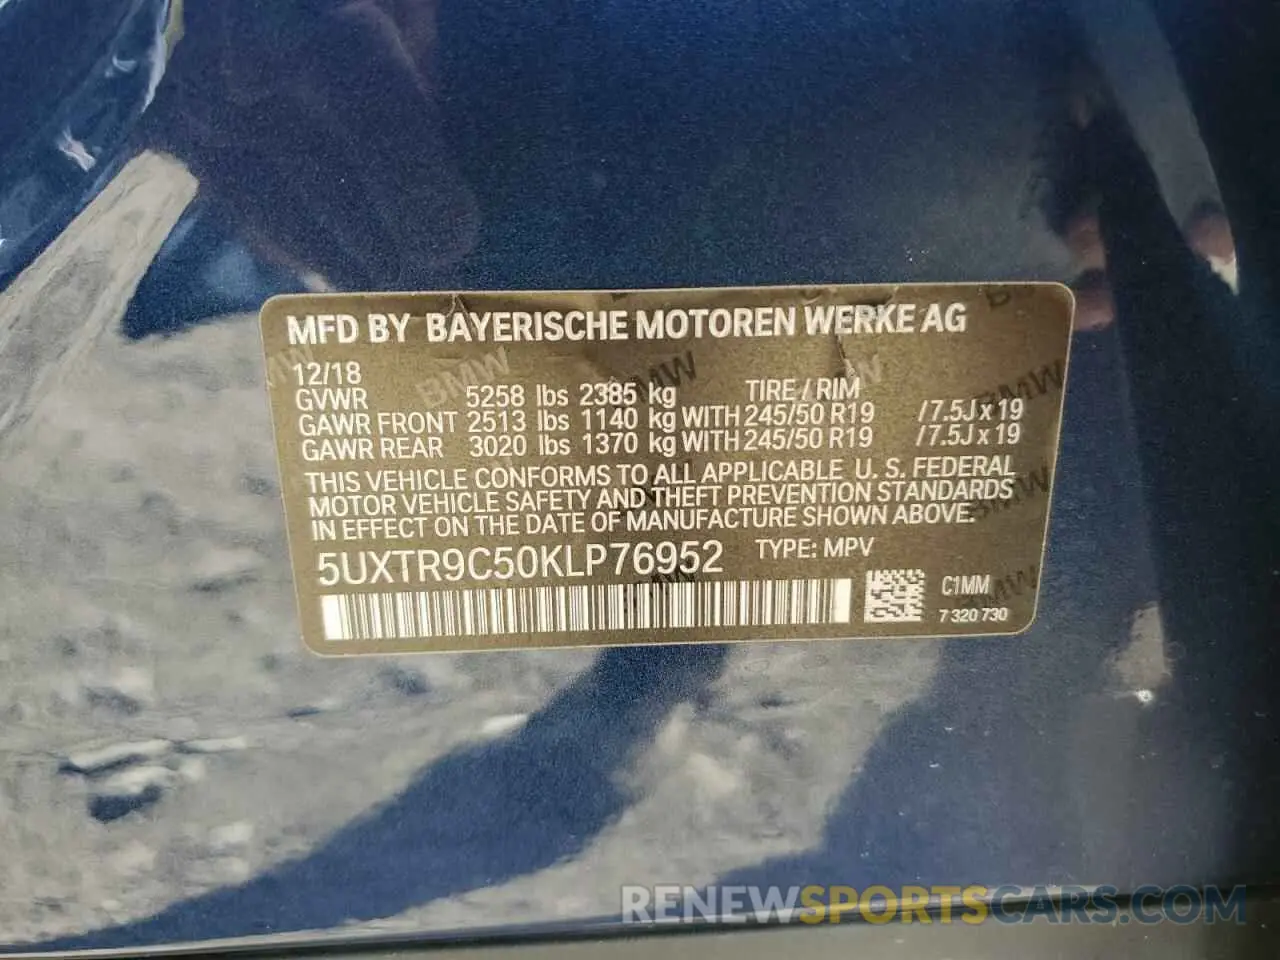 MFD BY BAYERISCHE MOTOREN WERKE AG
12/18
GVWR 5258 lbs 2385 kg TIRE / RIM
GAWR FRONT 2513 lbs 1140 kg WITH 245/50 R19 /7.5J x 19
GAWR REAR 3020 lbs 1370 kg WITH 245/50 R19 /7.5J x 19
THIS VEHICLE CONFORMS TO ALL APPLICABLE U. S. FEDERAL
MOTOR VEHICLE SAFETY AND THEFT PREVENTION STANDARDS
IN EFFECT ON THE DATE OF MANUFACTURE SHOWN ABOVE.
5UXTR9C50KLP76952 TYPE: MPV
C1MM
7 320 730
RENEWSPORTSCARS.COM